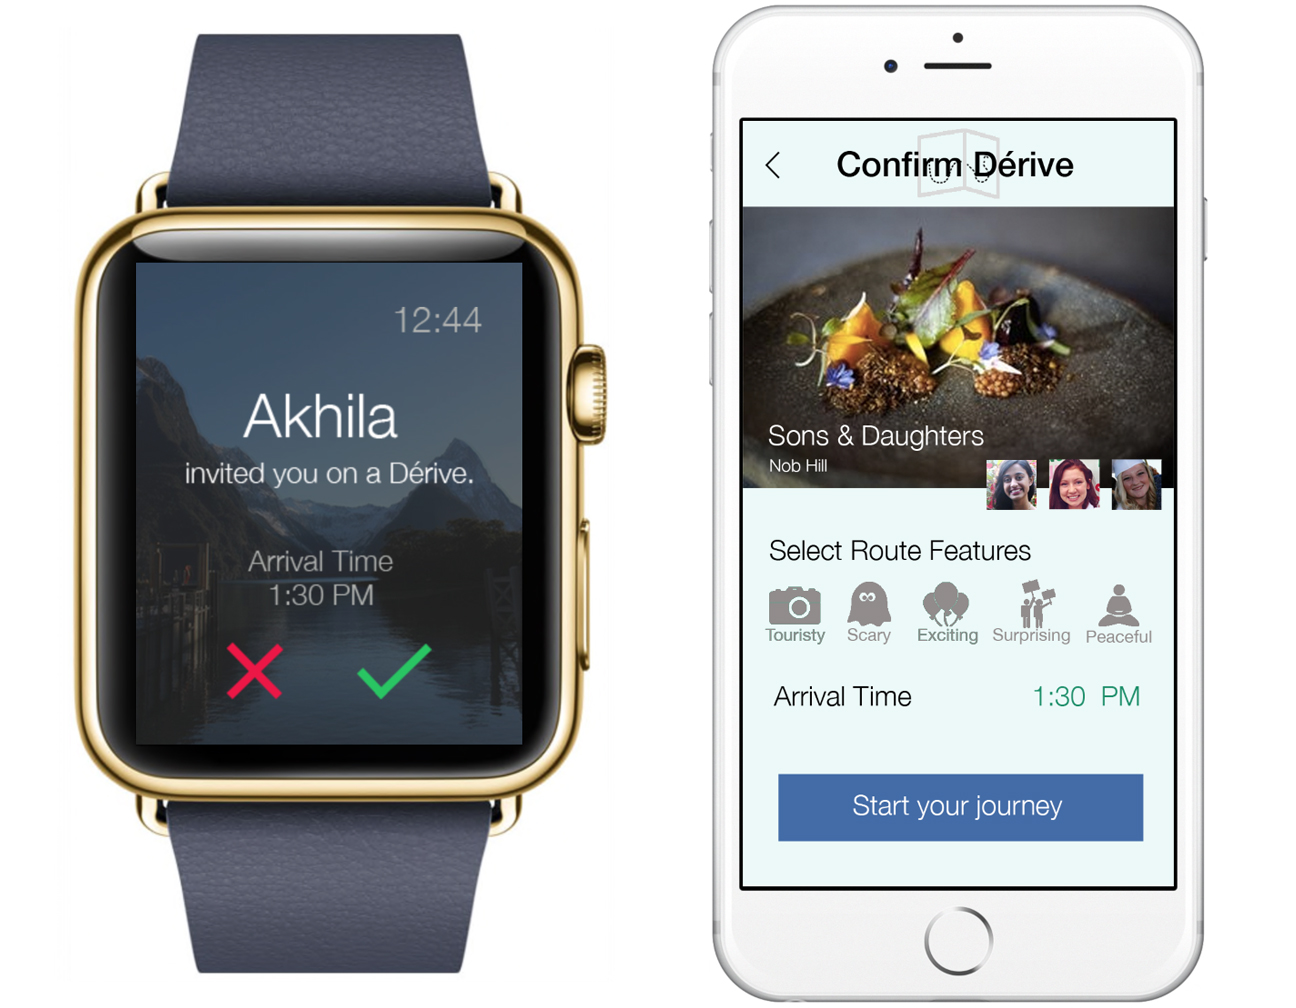 12:44
Akhila
invited you on a Dérive.
Arrival Time
1:30 PM
Confirm Dérive
Sons & Daughters
Nob Hill
Select Route Features
Touristy Scary Exciting Surprising Peaceful
Arrival Time 1:30 PM
Start your journey